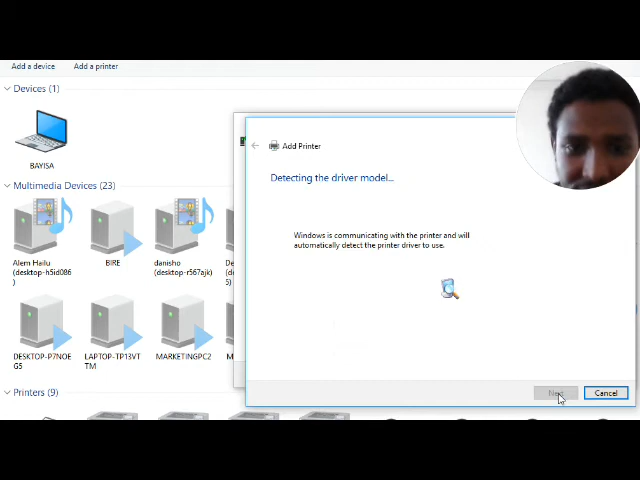 Add a device
Add a printer
Devices (1)
BAYISA
Multimedia Devices (23)
Alem Hailu
(desktop-h5id086
)
BIRE
danisho
(desktop-r567ajk)
5)
DESKTOP-P7NOE
G5
LAPTOP-TP13VT
TM
MARKETINGPC2
Printers (9)
Add Printer
Detecting the driver model...
Windows is communicating with the printer and will
automatically detect the printer driver to use.
Next
Cancel